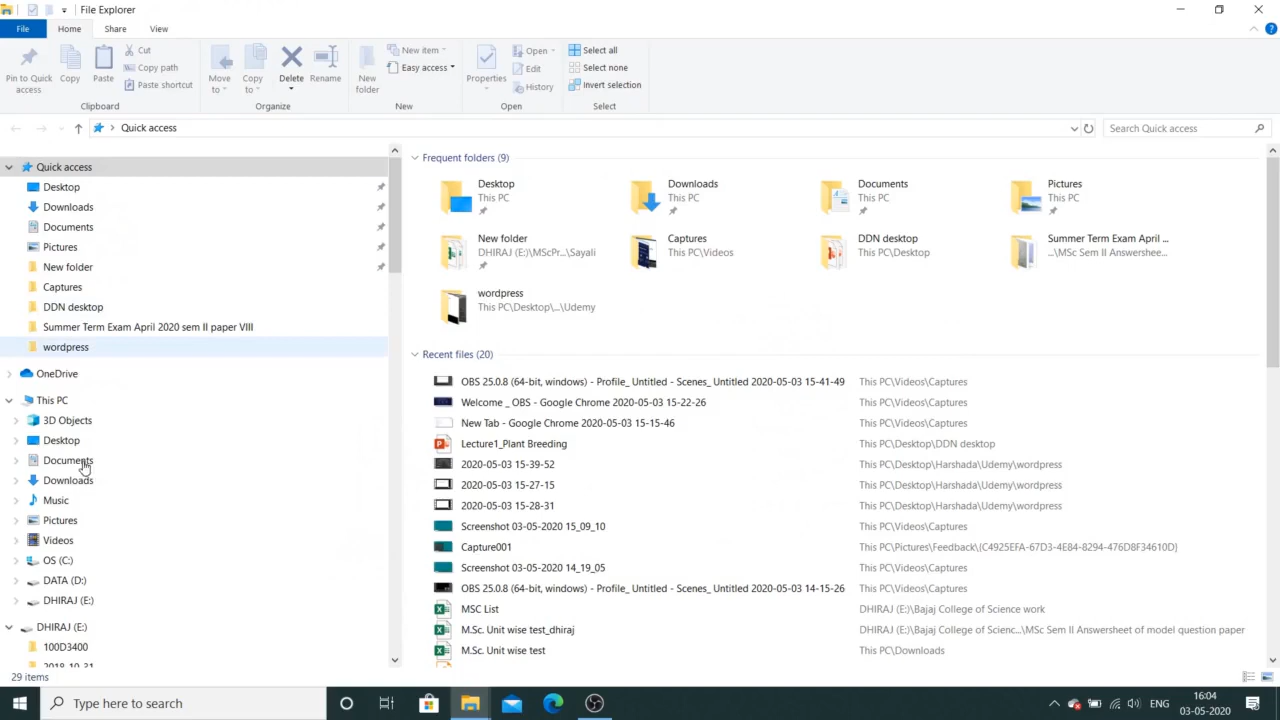 File Explorer
File Home Share View
Pin to Quick access
Copy
Paste
Cut
Copy path
Paste shortcut
Clipboard
Move to
Copy to
Delete
Rename
Organize
New folder
New item
Easy access
New
Properties
Open
Edit
History
Open
Select all
Select none
Invert selection
Select
Quick access
Search Quick access
Quick access
Desktop
Downloads
Documents
Pictures
New folder
Captures
DDN desktop
Summer Term Exam April 2020 sem II paper VIII
wordpress
OneDrive
This PC
3D Objects
Desktop
Documents
Downloads
Music
Pictures
Videos
OS (C:)
DATA (D:)
DHIRAJ (E:)
DHIRAJ (E:)
100D3400
2018-10-31
Frequent folders (9)
Desktop
This PC
Downloads
This PC
Documents
This PC
Pictures
This PC
New folder
DHIRAJ (E:)\MScPr...\Sayali
Captures
This PC\Videos
DDN desktop
This PC\Desktop
Summer Term Exam April ...
...\MSc Sem II Answershee...
wordpress
This PC\Desktop\...\Udemy
Recent files (20)
OBS 25.0.8 (64-bit, windows) - Profile_ Untitled - Scenes_ Untitled 2020-05-03 15-41-49 This PC\Videos\Captures
Welcome _ OBS - Google Chrome 2020-05-03 15-22-26 This PC\Videos\Captures
New Tab - Google Chrome 2020-05-03 15-15-46 This PC\Videos\Captures
Lecture1_Plant Breeding This PC\Desktop\DDN desktop
2020-05-03 15-39-52 This PC\Desktop\Harshada\Udemy\wordpress
2020-05-03 15-27-15 This PC\Desktop\Harshada\Udemy\wordpress
2020-05-03 15-28-31 This PC\Desktop\Harshada\Udemy\wordpress
Screenshot 03-05-2020 15_09_10 This PC\Videos\Captures
Capture001 This PC\Pictures\Feedback\{C4925EFA-67D3-4E84-8294-476D8F34610D}
Screenshot 03-05-2020 14_19_05 This PC\Videos\Captures
OBS 25.0.8 (64-bit, windows) - Profile_ Untitled - Scenes_ Untitled 2020-05-03 14-15-26 This PC\Videos\Captures
MSC List DHIRAJ (E:)\Bajaj College of Science work
M.Sc. Unit wise test_dhiraj DHIRAJ (E:)\Bajaj College of Scienc...\MSc Sem II Answersheet of model question paper
M.Sc. Unit wise test This PC\Downloads
29 items
Type here to search
ENG
16:04
03-05-2020